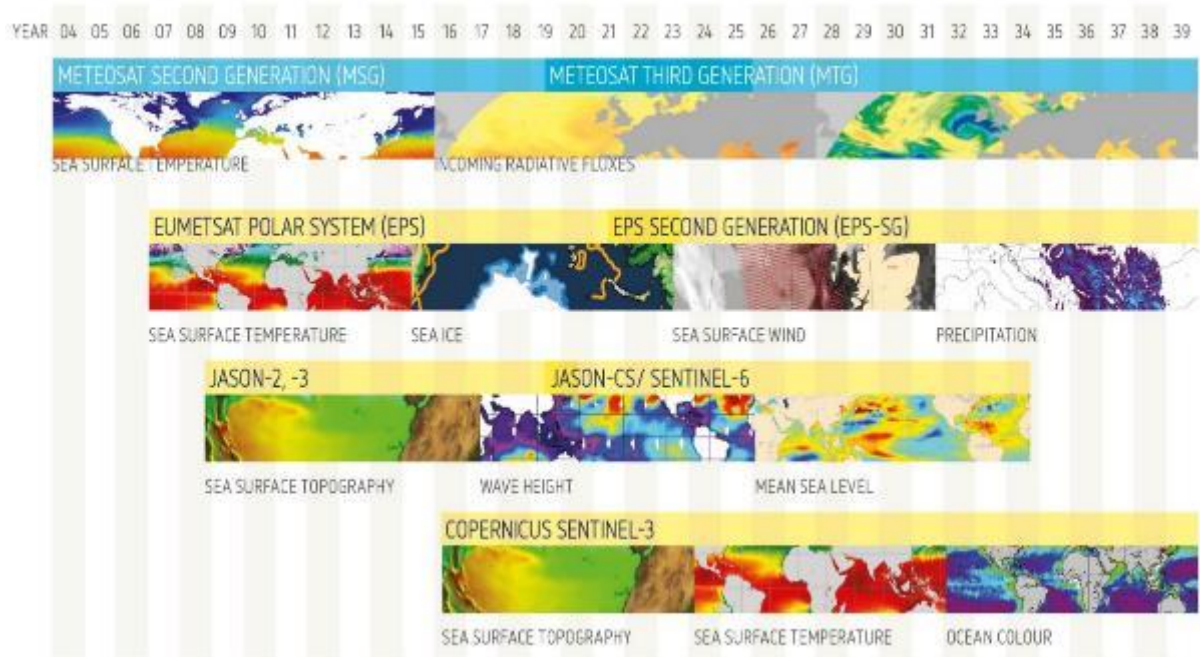 YEAR 04 05 06 07 08 09 10 11 12 13 14 15 16 17 18 19 20 21 22 23 24 25 26 27 28 29 30 31 32 33 34 35 36 37 38 39
METEOSAT SECOND GENERATION (MSG) METEOSAT THIRD GENERATION (MTG)
SEA SURFACE TEMPERATURE INCOMING RADIATIVE FLUXES
EUMETSAT POLAR SYSTEM (EPS) EPS SECOND GENERATION (EPS-SG)
SEA SURFACE TEMPERATURE SEA ICE SEA SURFACE WIND PRECIPITATION
JASON-2, -3 JASON-CS/ SENTINEL-6
SEA SURFACE TOPOGRAPHY WAVE HEIGHT MEAN SEA LEVEL
COPERNICUS SENTINEL-3
SEA SURFACE TOPOGRAPHY SEA SURFACE TEMPERATURE OCEAN COLOUR